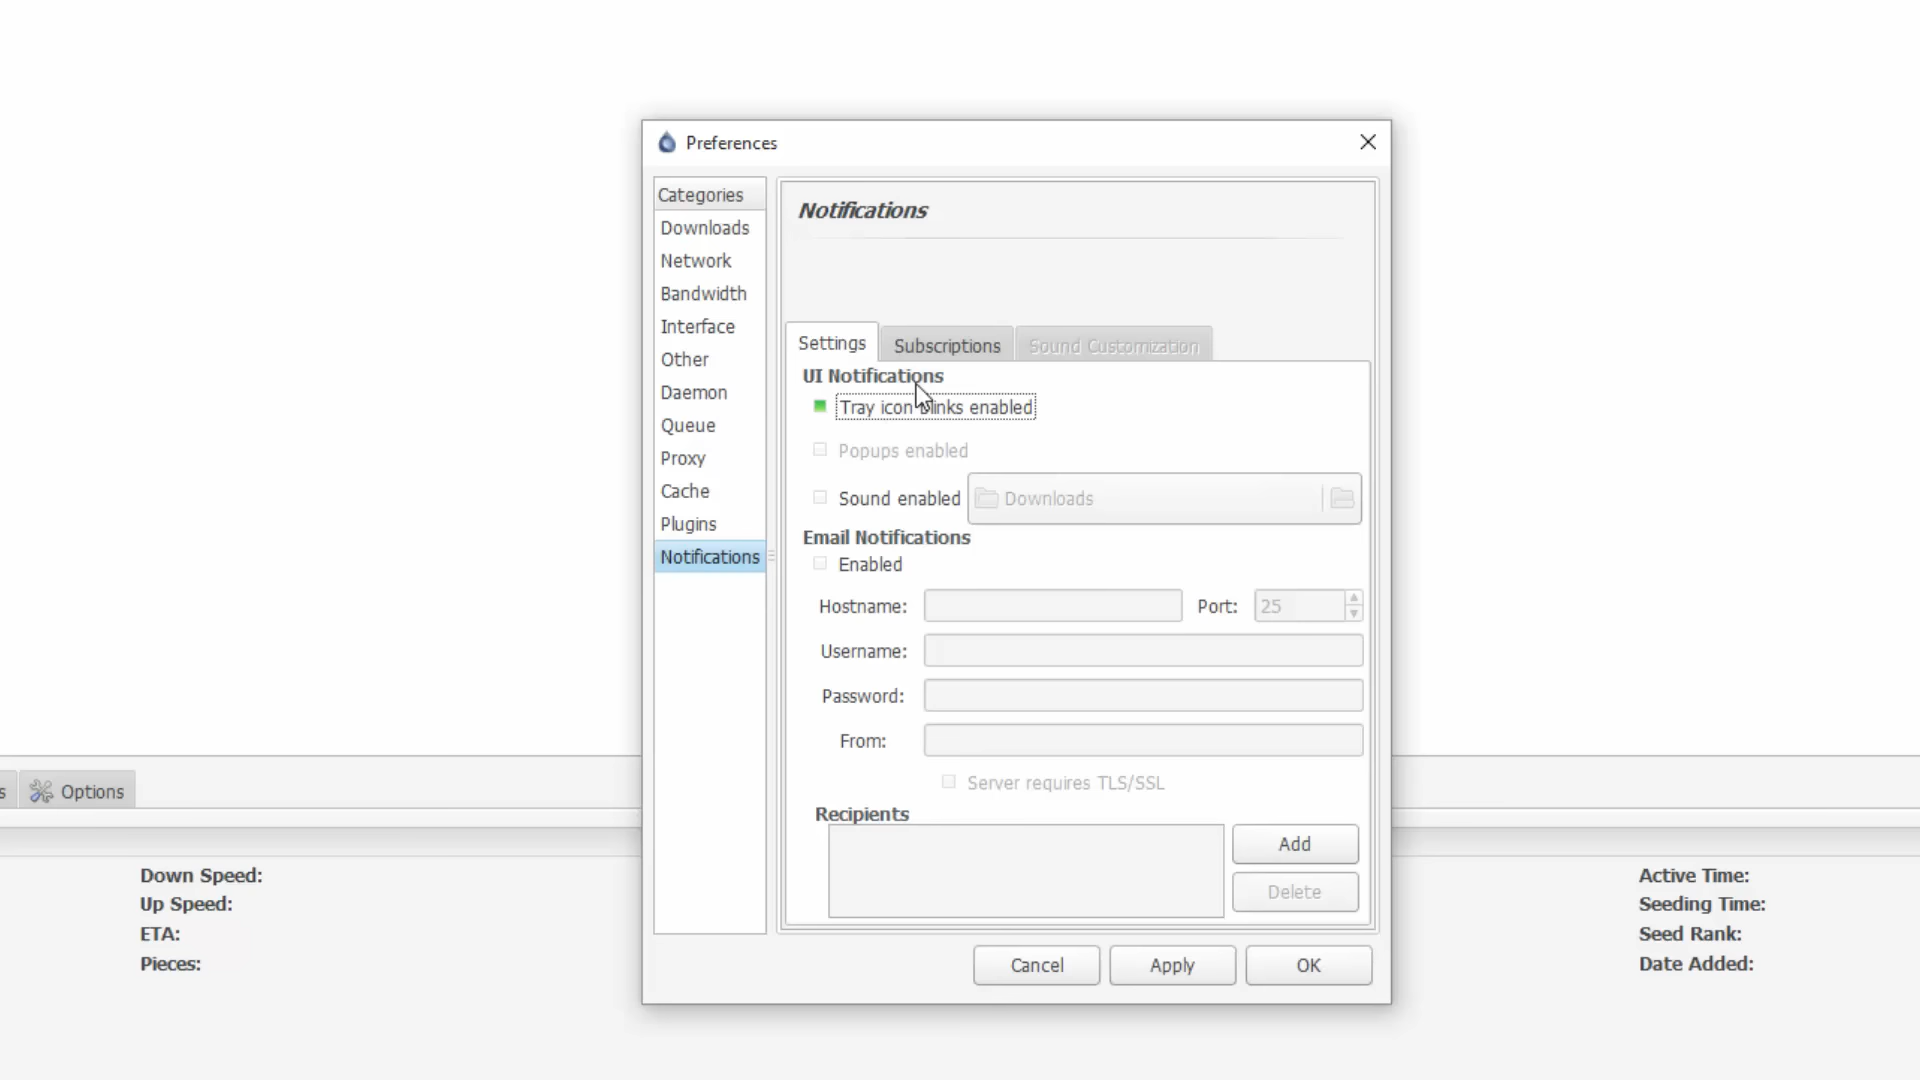 Preferences
Categories
Downloads
Network
Bandwidth
Interface
Other
Daemon
Queue
Proxy
Cache
Plugins
Notifications
Notifications
Settings
Subscriptions
Sound Customization
UI Notifications
Tray icon blinks enabled
Popups enabled
Sound enabled
Downloads
Email Notifications
Enabled
Hostname:
Port: 25
Username:
Password:
From:
Server requires TLS/SSL
Recipients
Add
Delete
Cancel
Apply
OK
s
Options
Down Speed:
Up Speed:
ETA:
Pieces:
Active Time:
Seeding Time:
Seed Rank:
Date Added: